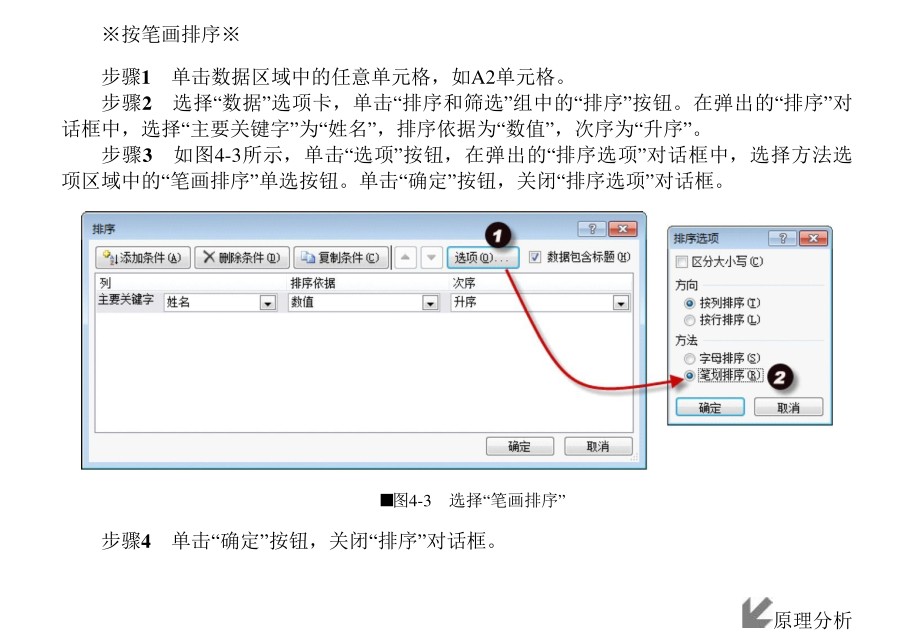 ※按笔画排序※
步骤1 单击数据区域中的任意单元格，如A2单元格。
步骤2 选择“数据”选项卡，单击“排序和筛选”组中的“排序”按钮。在弹出的“排序”对
话框中，选择“主要关键字”为“姓名”，排序依据为“数值”，次序为“升序”。
步骤3 如图4-3所示，单击“选项”按钮，在弹出的“排序选项”对话框中，选择方法选
项区域中的“笔画排序”单选按钮。单击“确定”按钮，关闭“排序选项”对话框。
排序
添加条件(A) 删除条件(D) 复制条件(C) 选项(O)... 数据包含标题(H)
1
列 排序依据 次序
主要关键字 姓名 数值 升序
确定 取消
排序选项
区分大小写(C)
方向
按列排序(T)
按行排序(L)
方法
字母排序(S)
笔划排序(R)
2
确定 取消
■图4-3 选择“笔画排序”
步骤4 单击“确定”按钮，关闭“排序”对话框。
原理分析